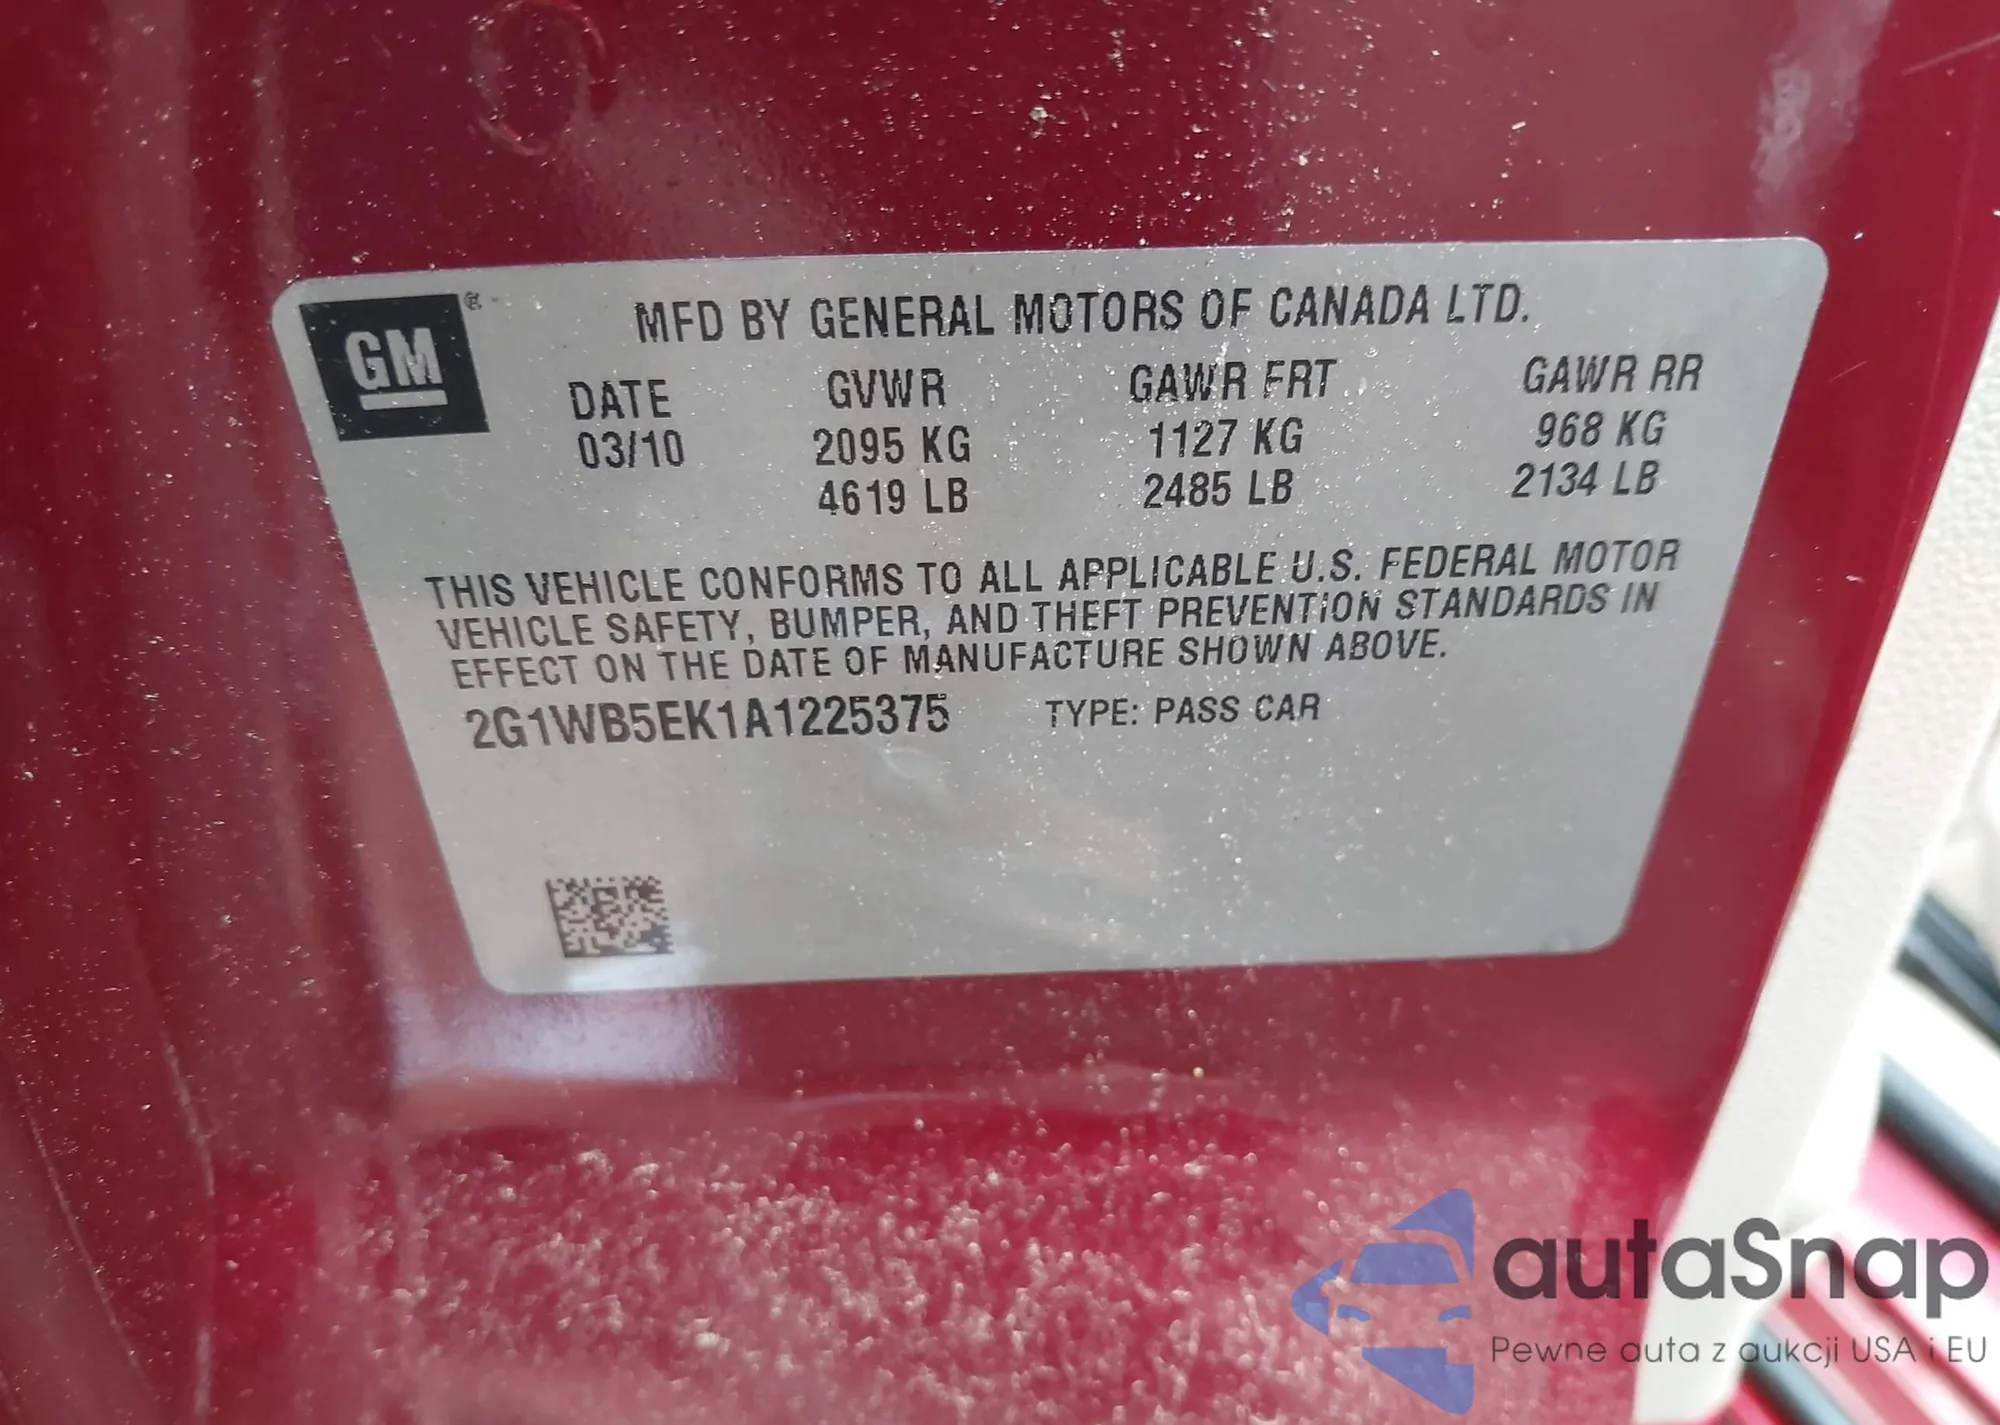 GM ®
MFD BY GENERAL MOTORS OF CANADA LTD.
DATE GVWR GAWR FRT GAWR RR
03/10 2095 KG 1127 KG 968 KG
4619 LB 2485 LB 2134 LB
THIS VEHICLE CONFORMS TO ALL APPLICABLE U.S. FEDERAL MOTOR
VEHICLE SAFETY, BUMPER, AND THEFT PREVENTION STANDARDS IN
EFFECT ON THE DATE OF MANUFACTURE SHOWN ABOVE.
2G1WB5EK1A1225375 TYPE: PASS CAR
autaSnap
Pewne auta z aukcji USA i EU